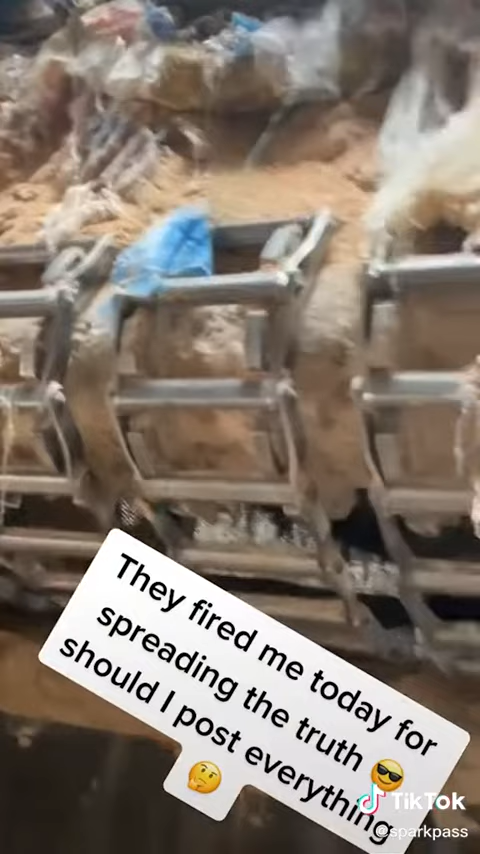 They fired me today for
spreading the truth 😎
should I post everything
🤔
TikTok
@sparkpass